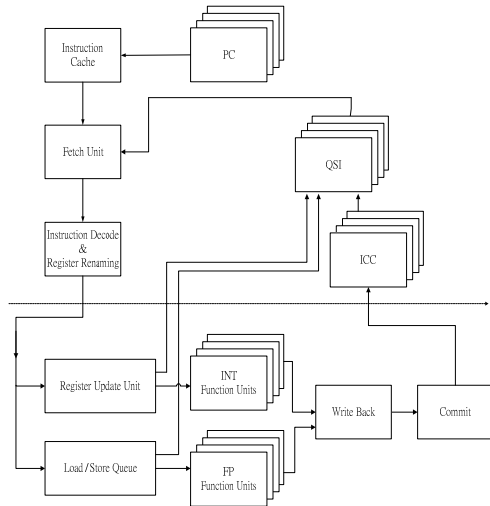 Instruction
Cache
PC
Fetch Unit
QSI
Instruction Decode
&
Register Renaming
ICC
Register Update Unit
INT
Function Units
Write Back
Commit
Load/Store Queue
FP
Function Units